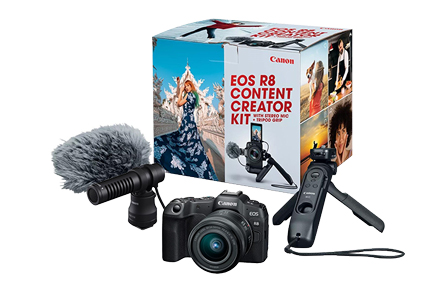 Canon
EOS R8
CONTENT
CREATOR
KIT WITH STEREO MIC
+ TRIPOD GRIP
Canon
EOS
R8